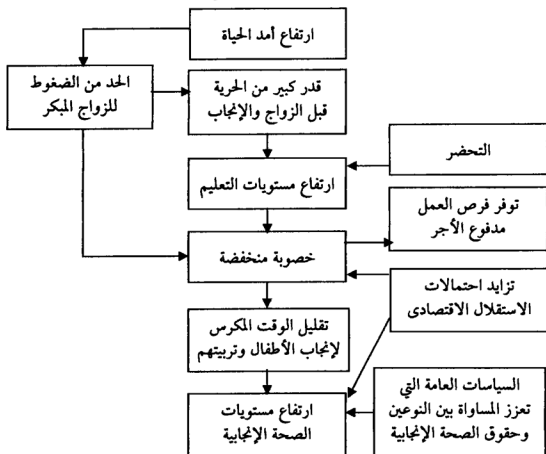 ارتفاع أمد الحياة
الحد من الضغوط
للزواج المبكر
قدر كبير من الحرية
قبل الزواج والإنجاب
التحضر
ارتفاع مستويات التعليم
توفر فرص العمل
مدفوع الأجر
خصوبة منخفضة
تزايد احتمالات
الاستقلال الاقتصادى
تقليل الوقت المكرس
لإنجاب الأطفال وتربيتهم
السياسات العامة التي
تعزز المساواة بين النوعين
وحقوق الصحة الإنجابية
ارتفاع مستويات
الصحة الإنجابية